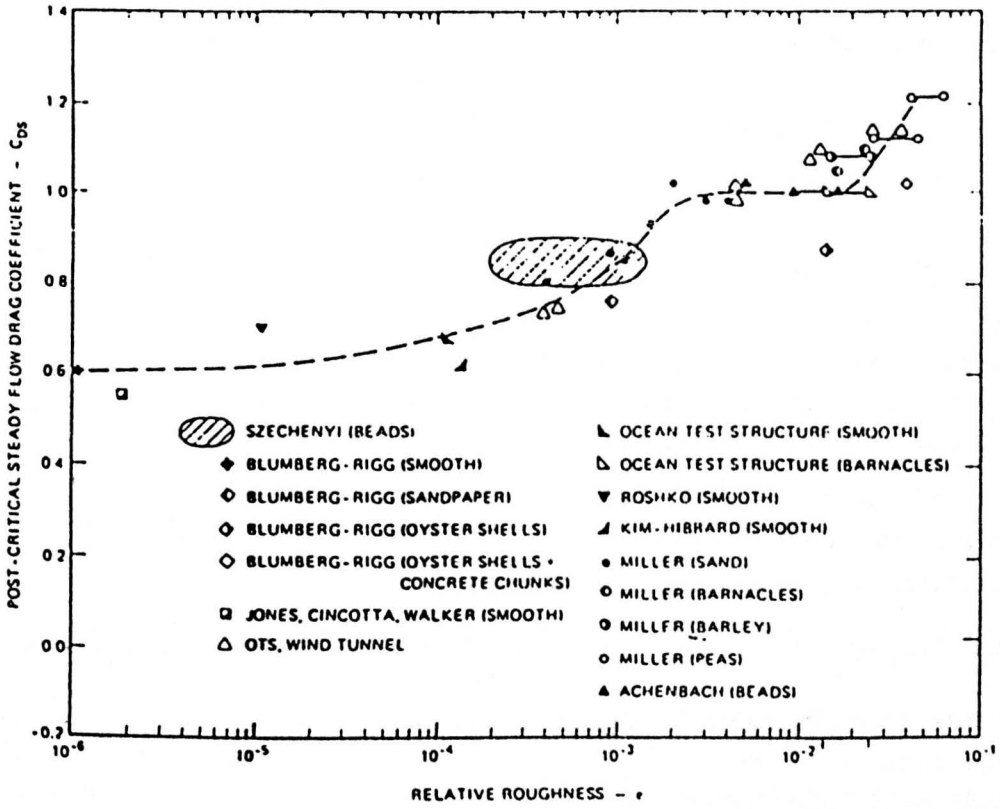 POST-CRITICAL STEADY FLOW DRAG COEFFICIENT - C_DS
1 4
1 2
1 0
0 8
0 6
0 4
0 2
0 0
-0.2
SZECHENYI (BEADS)
BLUMBERG-RIGG (SMOOTH)
BLUMBERG-RIGG (SANDPAPER)
BLUMBERG-RIGG (OYSTER SHELLS)
BLUMBERG-RIGG (OYSTER SHELLS +
CONCRETE CHUNKS)
JONES, CINCOTTA, WALKER (SMOOTH)
OTS, WIND TUNNEL
OCEAN TEST STRUCTURE (SMOOTH)
OCEAN TEST STRUCTURE (BARNACLES)
ROSHKO (SMOOTH)
KIM-HIBHARD (SMOOTH)
MILLER (SAND)
MILLER (BARNACLES)
MILLER (BARLEY)
MILLER (PEAS)
ACHENBACH (BEADS)
10⁻⁶ 10⁻⁵ 10⁻⁴ 10⁻³ 10⁻² 10⁻¹
RELATIVE ROUGHNESS - e